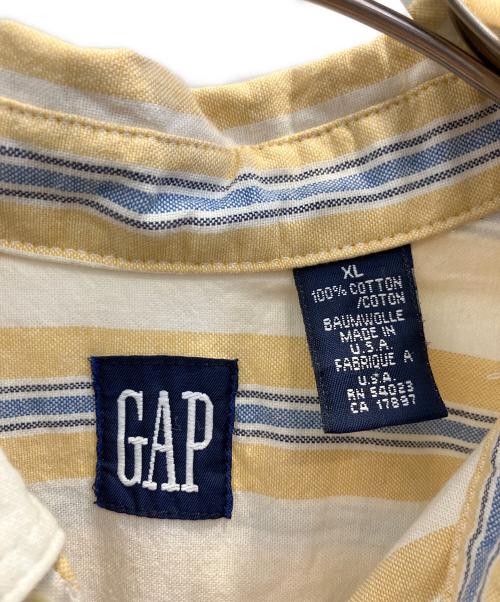 XL
100% COTTON
/COTON
BAUMWOLLE
MADE IN
U.S.A.
FABRIQUE A
U.S.A.
RN 54023
CA 17897
GAP